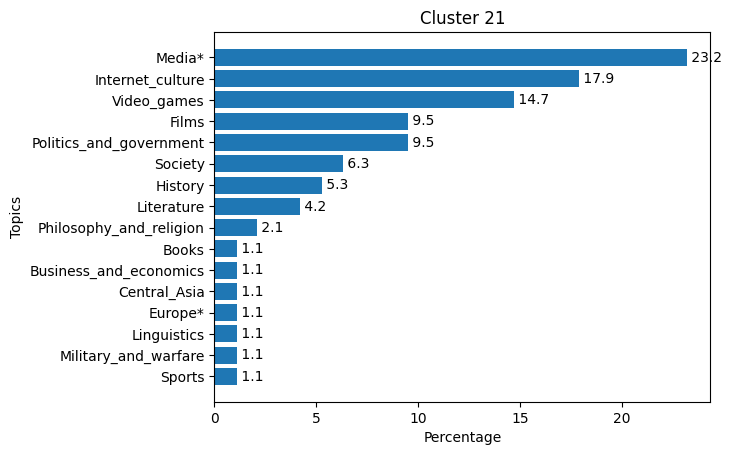 Cluster 21
Topics
Media* 23.2
Internet_culture 17.9
Video_games 14.7
Films 9.5
Politics_and_government 9.5
Society 6.3
History 5.3
Literature 4.2
Philosophy_and_religion 2.1
Books 1.1
Business_and_economics 1.1
Central_Asia 1.1
Europe* 1.1
Linguistics 1.1
Military_and_warfare 1.1
Sports 1.1
0 5 10 15 20
Percentage